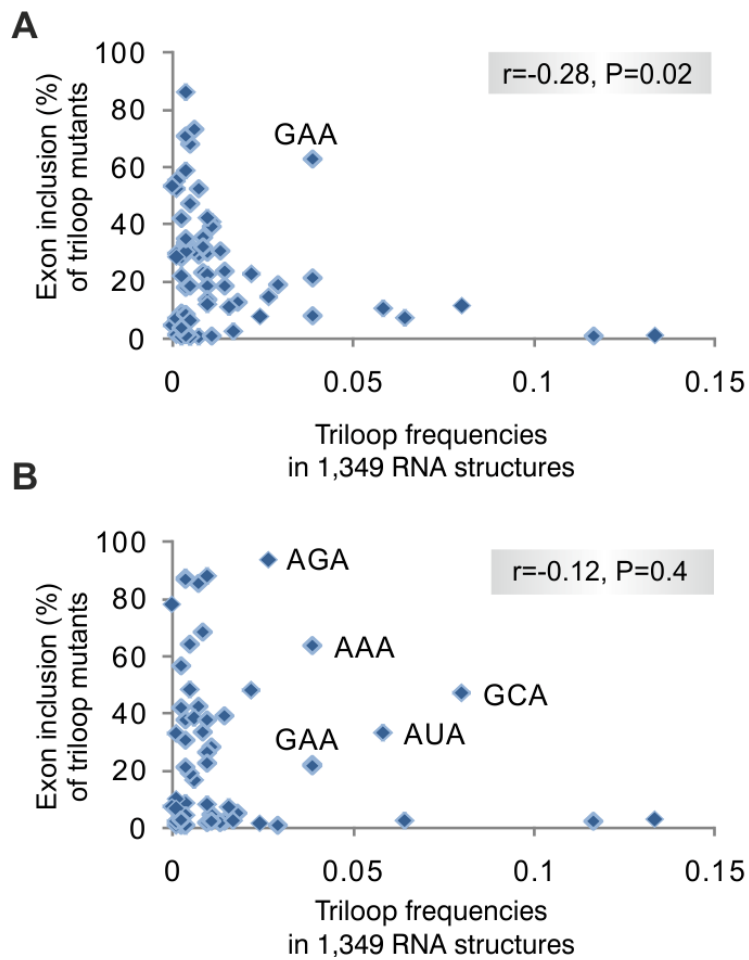 A
100
80
60
40
20
0
Exon inclusion (%)
of triloop mutants
r=-0.28, P=0.02
GAA
0 0.05 0.1 0.15
Triloop frequencies
in 1,349 RNA structures
B
100
80
60
40
20
0
Exon inclusion (%)
of triloop mutants
r=-0.12, P=0.4
AGA
AAA
GCA
AUA
GAA
0 0.05 0.1 0.15
Triloop frequencies
in 1,349 RNA structures